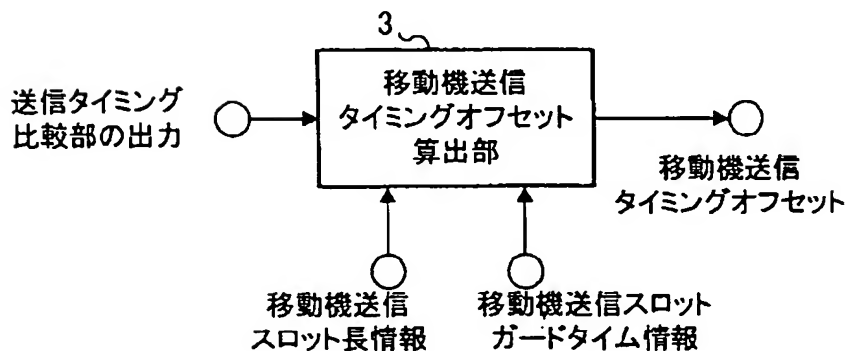 3
移動機送信
タイミングオフセット
算出部
送信タイミング
比較部の出力
移動機送信
タイミングオフセット
移動機送信
スロット長情報
移動機送信スロット
ガードタイム情報